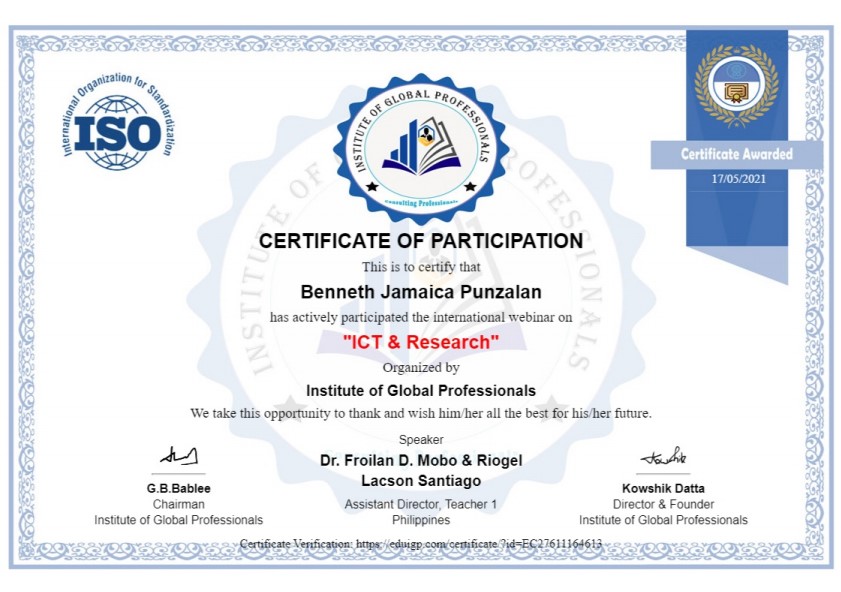 International Organization for Standardization
ISO
INSTITUTE OF GLOBAL PROFESSIONALS
Consulting Professionals
Certificate Awarded
17/05/2021
CERTIFICATE OF PARTICIPATION
This is to certify that
Benneth Jamaica Punzalan
has actively participated the international webinar on
"ICT & Research"
Organized by
Institute of Global Professionals
We take this opportunity to thank and wish him/her all the best for his/her future.
Speaker
Dr. Froilan D. Mobo & Riogel
Lacson Santiago
Assistant Director, Teacher 1
Philippines
G.B.Bablee
Chairman
Institute of Global Professionals
Kowshik Datta
Director & Founder
Institute of Global Professionals
Certificate Verification: https://eduigp.com/certificate/?id=EC27611164613
INSTITUTE OF PROFESSIONALS